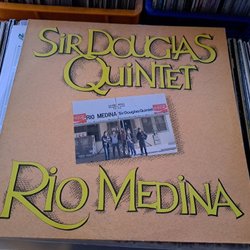 SIR DOUGLAS
QUINTET
RIO MEDINA Sir Douglas Quintet
RIO MEDINA